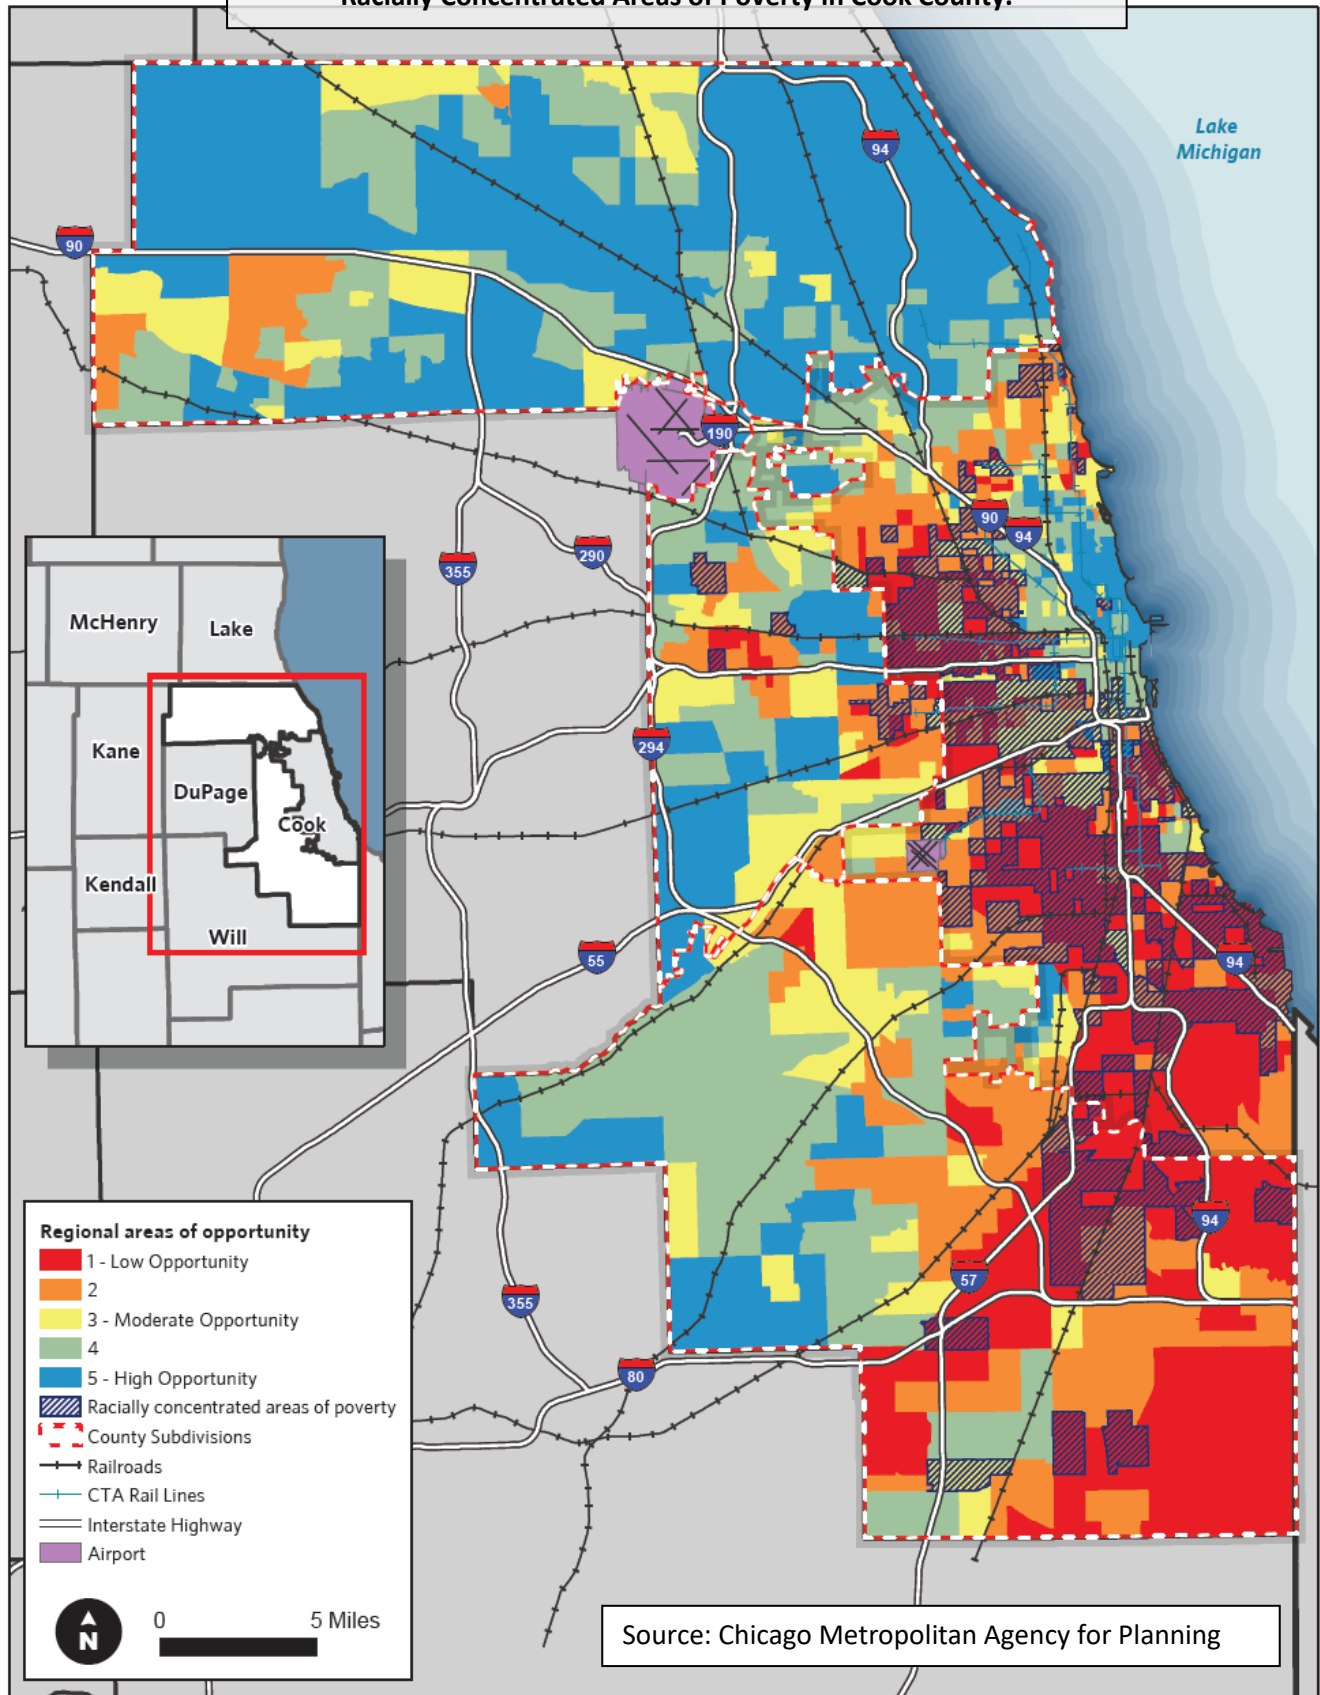 Racially Concentrated Areas of Poverty in Cook County.
Lake
Michigan
94
90
190
90
94
290
355
294
McHenry
Lake
Kane
DuPage
Cook
Kendall
Will
55
94
94
57
355
80
Regional areas of opportunity
1 - Low Opportunity
2
3 - Moderate Opportunity
4
5 - High Opportunity
Racially concentrated areas of poverty
County Subdivisions
Railroads
CTA Rail Lines
Interstate Highway
Airport
N
0 5 Miles
Source: Chicago Metropolitan Agency for Planning